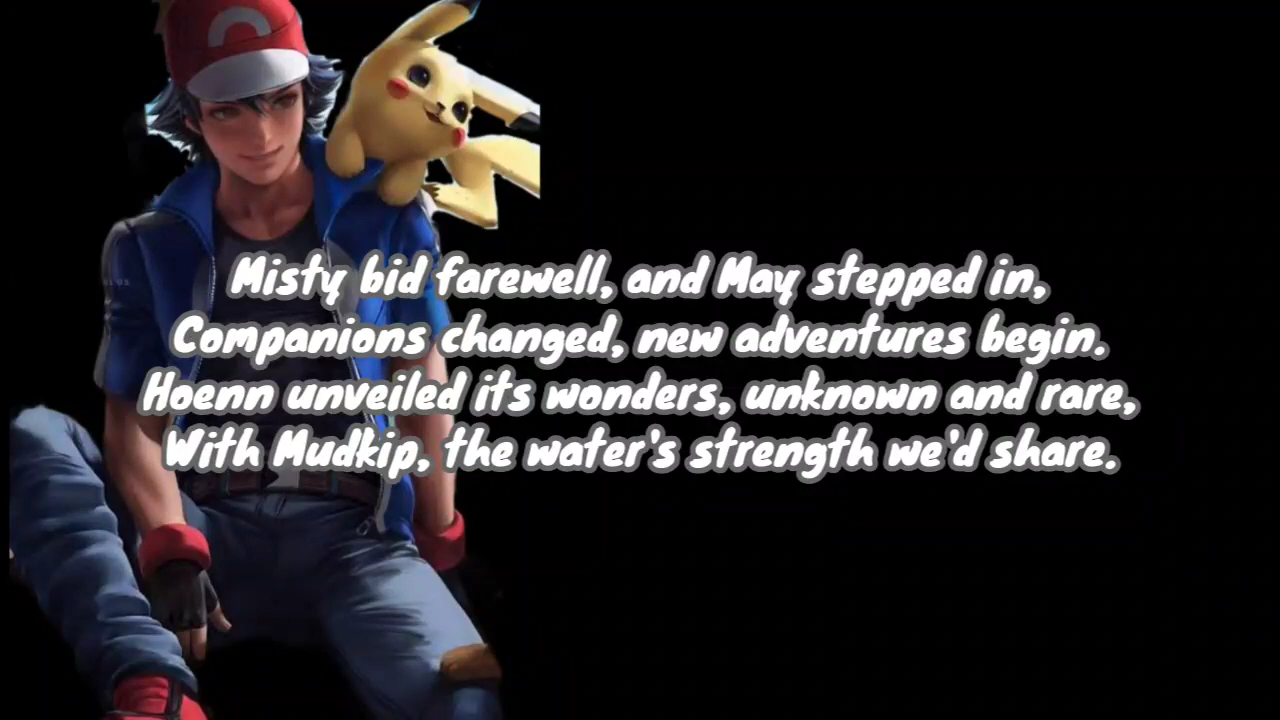 Misty bid farewell, and May stepped in,
Companions changed, new adventures begin.
Hoenn unveiled its wonders, unknown and rare,
With Mudkip, the water's strength we'd share.